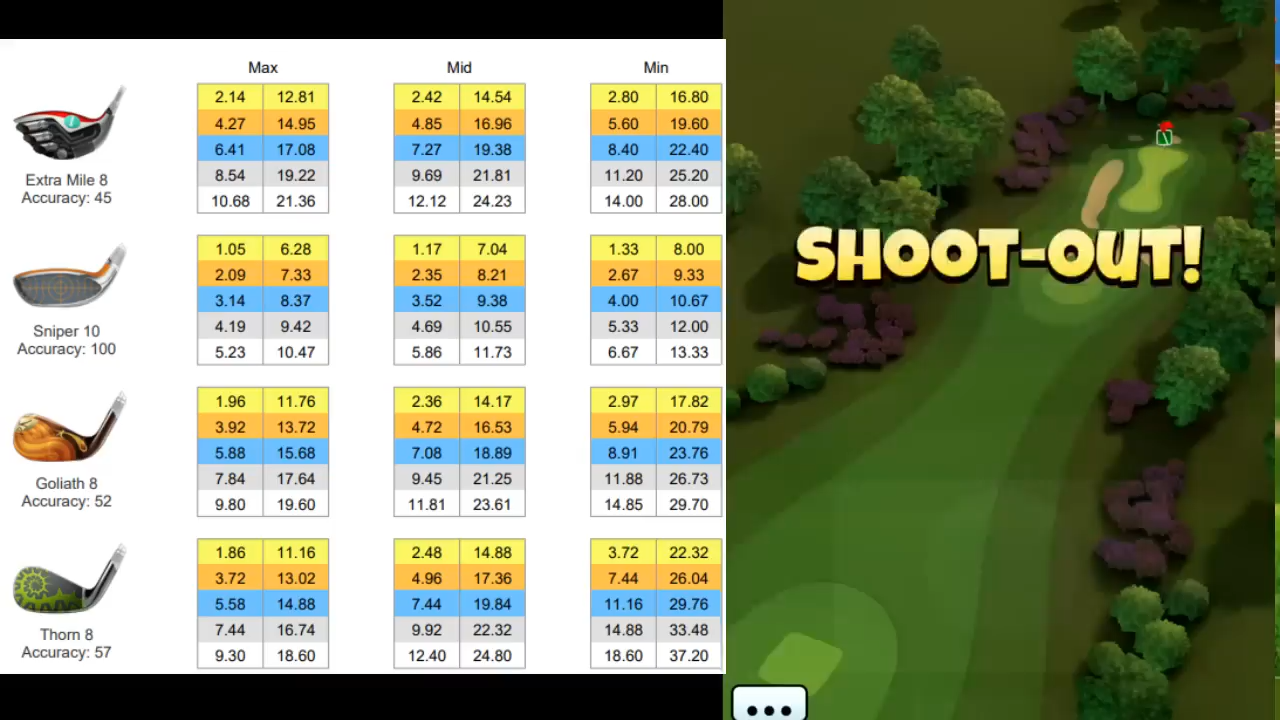 Max Mid Min
2.14 12.81 2.42 14.54 2.80 16.80
4.27 14.95 4.85 16.96 5.60 19.60
6.41 17.08 7.27 19.38 8.40 22.40
8.54 19.22 9.69 21.81 11.20 25.20
10.68 21.36 12.12 24.23 14.00 28.00
Extra Mile 8
Accuracy: 45
1.05 6.28 1.17 7.04 1.33 8.00
2.09 7.33 2.35 8.21 2.67 9.33
3.14 8.37 3.52 9.38 4.00 10.67
4.19 9.42 4.69 10.55 5.33 12.00
5.23 10.47 5.86 11.73 6.67 13.33
Sniper 10
Accuracy: 100
1.96 11.76 2.36 14.17 2.97 17.82
3.92 13.72 4.72 16.53 5.94 20.79
5.88 15.68 7.08 18.89 8.91 23.76
7.84 17.64 9.45 21.25 11.88 26.73
9.80 19.60 11.81 23.61 14.85 29.70
Goliath 8
Accuracy: 52
1.86 11.16 2.48 14.88 3.72 22.32
3.72 13.02 4.96 17.36 7.44 26.04
5.58 14.88 7.44 19.84 11.16 29.76
7.44 16.74 9.92 22.32 14.88 33.48
9.30 18.60 12.40 24.80 18.60 37.20
Thorn 8
Accuracy: 57
SHOOT-OUT!